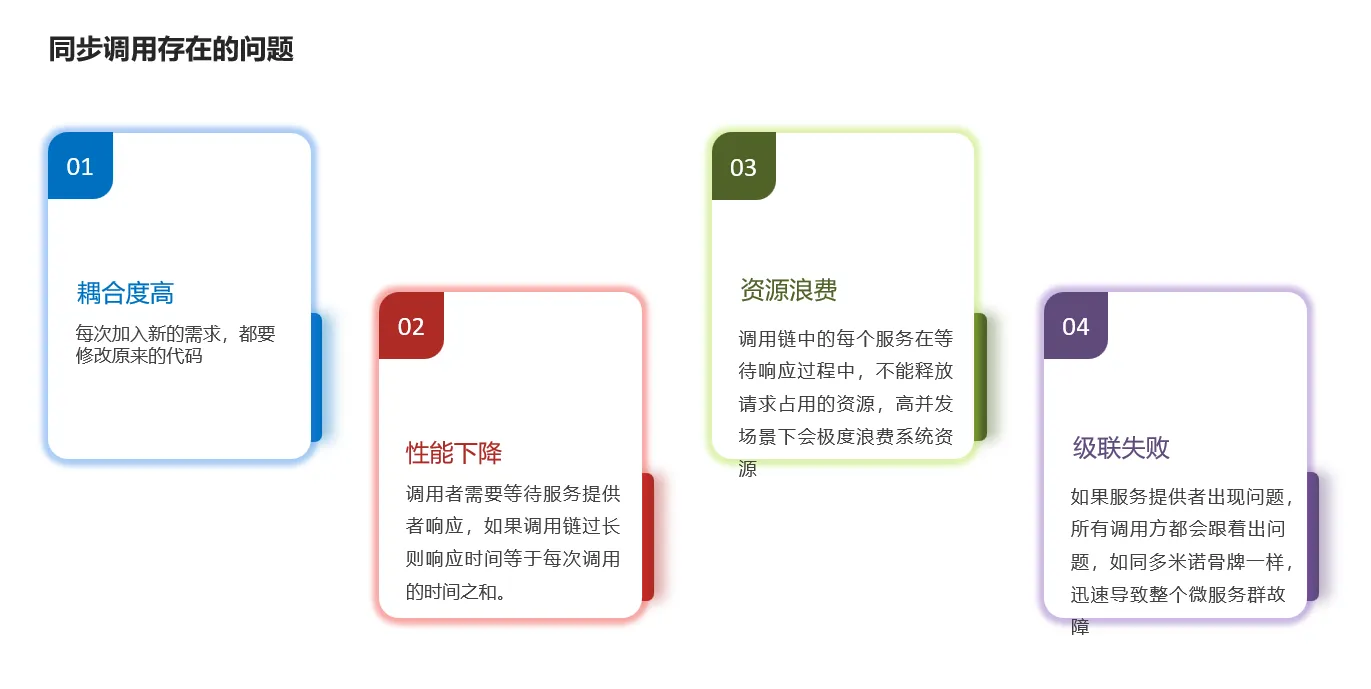 同步调用存在的问题
01
耦合度高
每次加入新的需求，都要
修改原来的代码
02
性能下降
调用者需要等待服务提供
者响应，如果调用链过长
则响应时间等于每次调用
的时间之和。
03
资源浪费
调用链中的每个服务在等
待响应过程中，不能释放
请求占用的资源，高并发
场景下会极度浪费系统资
源
04
级联失败
如果服务提供者出现问题，
所有调用方都会跟着出问
题，如同多米诺骨牌一样，
迅速导致整个微服务群故
障